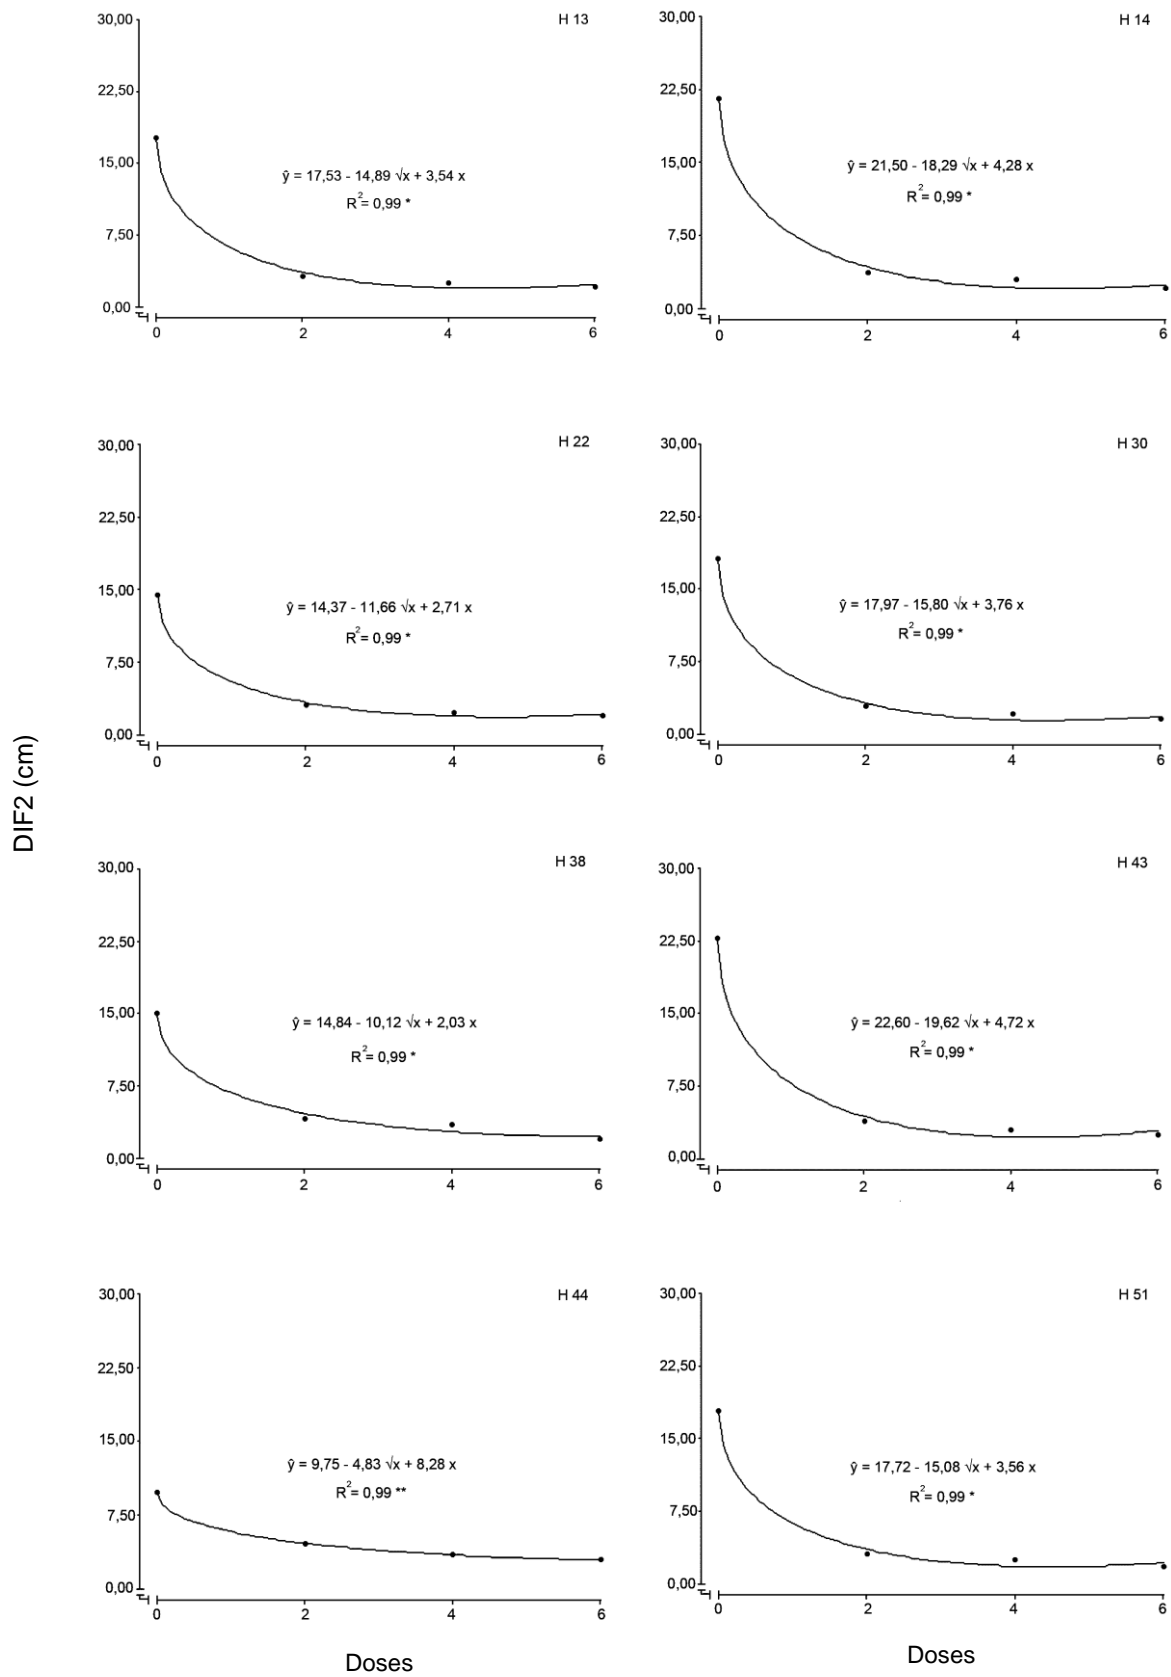 H 13
30,00
22,50
15,00
7,50
0,00
ŷ = 17,53 - 14,89 √x + 3,54 x
R²= 0,99 *
0 2 4 6
H 14
30,00
22,50
15,00
7,50
0,00
ŷ = 21,50 - 18,29 √x + 4,28 x
R²= 0,99 *
0 2 4 6
H 22
30,00
22,50
15,00
7,50
0,00
ŷ = 14,37 - 11,66 √x + 2,71 x
R²= 0,99 *
0 2 4 6
H 30
30,00
22,50
15,00
7,50
0,00
ŷ = 17,97 - 15,80 √x + 3,76 x
R²= 0,99 *
0 2 4 6
DIF2 (cm)
H 38
30,00
22,50
15,00
7,50
0,00
ŷ = 14,84 - 10,12 √x + 2,03 x
R²= 0,99 *
0 2 4 6
H 43
30,00
22,50
15,00
7,50
0,00
ŷ = 22,60 - 19,62 √x + 4,72 x
R²= 0,99 *
0 2 4 6
H 44
30,00
22,50
15,00
7,50
0,00
ŷ = 9,75 - 4,83 √x + 8,28 x
R²= 0,99 **
0 2 4 6
Doses
H 51
30,00
22,50
15,00
7,50
0,00
ŷ = 17,72 - 15,08 √x + 3,56 x
R²= 0,99 *
0 2 4 6
Doses